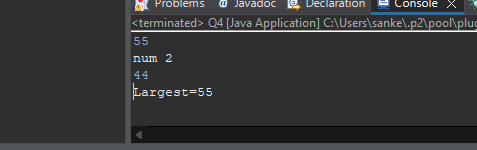 Problems Javadoc Declaration Console
<terminated> Q4 [Java Application] C:\Users\sanke\.p2\pool\plug
55
num 2
44
Largest=55